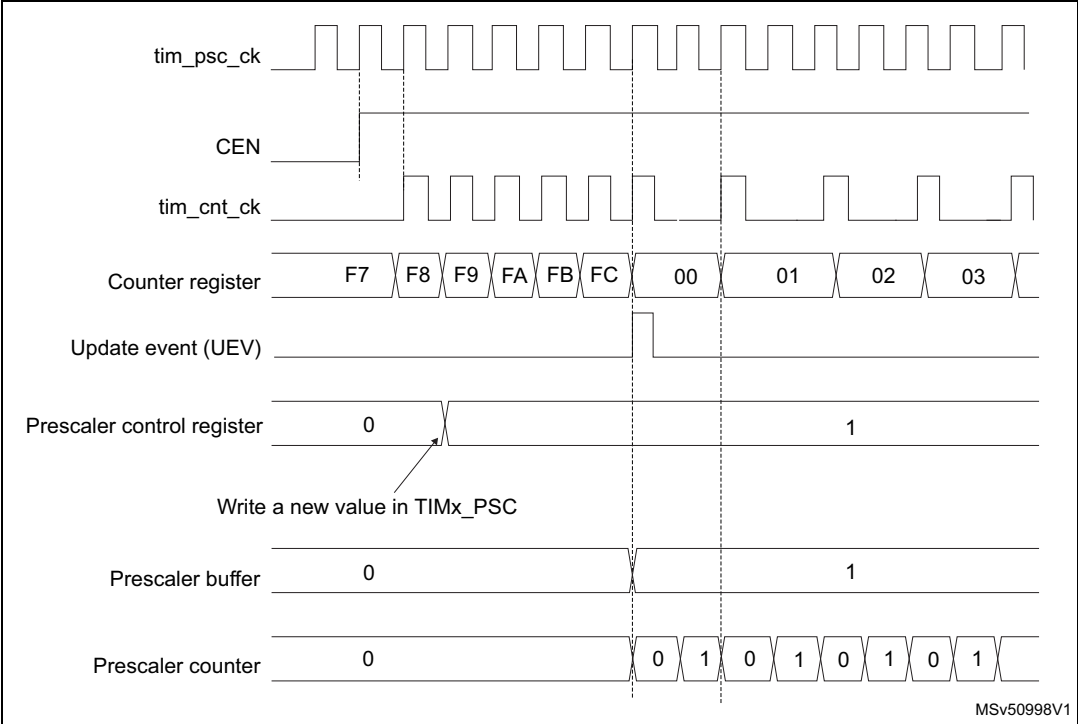 tim_psc_ck
CEN
tim_cnt_ck
Counter register F7 F8 F9 FA FB FC 00 01 02 03
Update event (UEV)
Prescaler control register 0 1
Write a new value in TIMx_PSC
Prescaler buffer 0 1
Prescaler counter 0 0 1 0 1 0 1 0 1
MSv50998V1